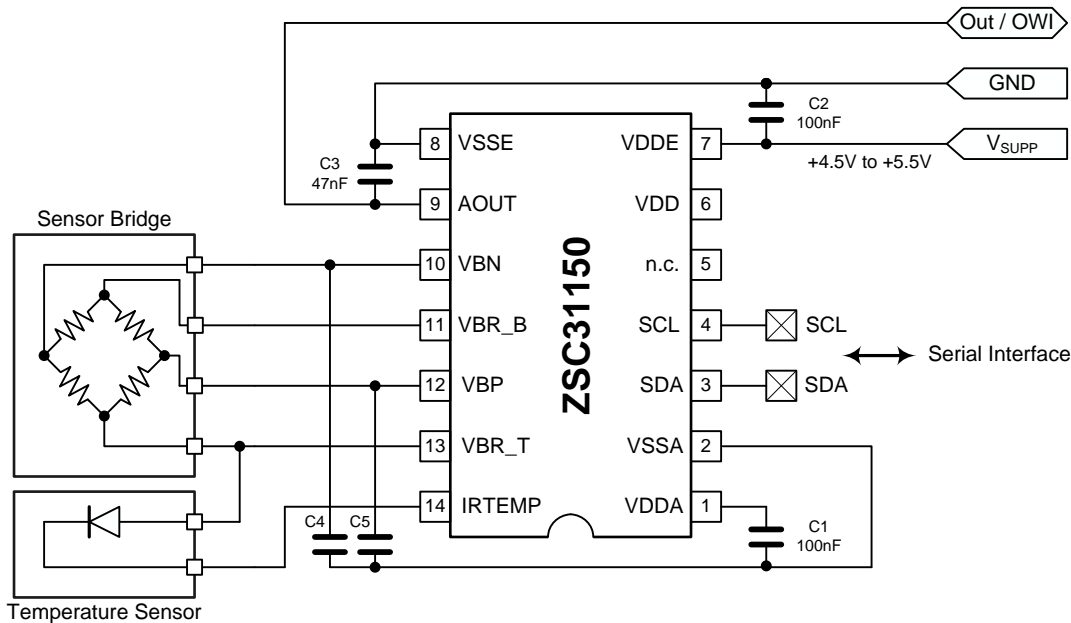 Out / OWI
GND
C2
100nF
V_SUPP
+4.5V to +5.5V
C3
47nF
8 VSSE VDDE 7
9 AOUT VDD 6
Sensor Bridge
10 VBN n.c. 5
11 VBR_B SCL 4 SCL
Serial Interface
12 VBP SDA 3 SDA
13 VBR_T VSSA 2
14 IRTEMP VDDA 1
ZSC31150
C4 C5
C1
100nF
Temperature Sensor